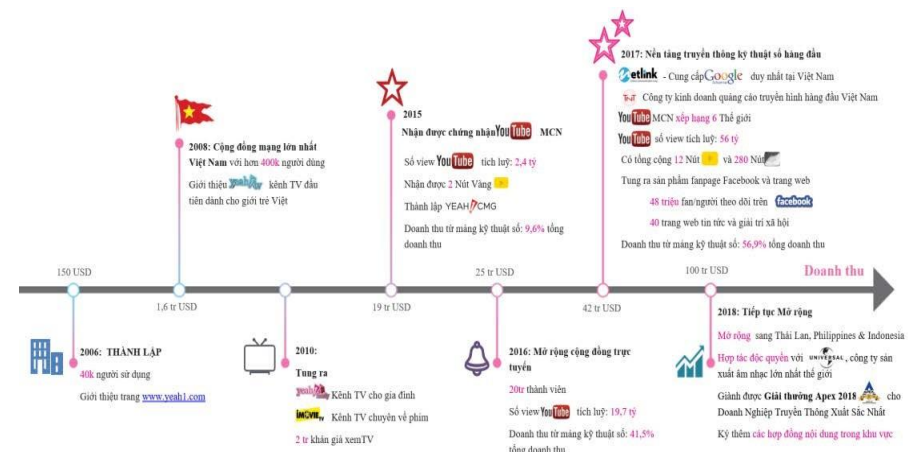 2017: Nền tảng truyền thông kỹ thuật số hàng đầu
etlink - Cung cấp Google duy nhất tại Việt Nam
TNT Công ty kinh doanh quảng cáo truyền hình hàng đầu Việt Nam
YouTube MCN xếp hạng 6 Thế giới
YouTube số view tích luỹ: 56 tỷ
Có tổng cộng 12 Nút và 280 Nút
Tung ra sản phẩm fanpage Facebook và trang web
48 triệu fan/người theo dõi trên facebook
40 trang web tin tức và giải trí xã hội
Doanh thu từ mảng kỹ thuật số: 56,9% tổng doanh thu
2015
Nhận được chứng nhận YouTube MCN
Số view YouTube tích luỹ: 2,4 tỷ
Nhận được 2 Nút Vàng
Thành lập YEAH1CMG
Doanh thu từ mảng kỹ thuật số: 9,6% tổng
doanh thu
2008: Cộng đồng mạng lớn nhất
Việt Nam với hơn 400k người dùng
Giới thiệu yeah1tv kênh TV đầu
tiên dành cho giới trẻ Việt
150 USD
25 tr USD
100 tr USD
Doanh thu
1,6 tr USD
19 tr USD
42 tr USD
2006: THÀNH LẬP
40k người sử dụng
Giới thiệu trang www.yeah1.com
2010:
Tung ra
yeah1 Kênh TV cho gia đình
iMOVIE TV Kênh TV chuyên về phim
2 tr khán giả xem TV
2016: Mở rộng cộng đồng trực
tuyến
20tr thành viên
Số view YouTube tích luỹ: 19,7 tỷ
Doanh thu từ mảng kỹ thuật số: 41,5%
tổng doanh thu
2018: Tiếp tục Mở rộng
Mở rộng sang Thái Lan, Philippines & Indonesia
Hợp tác độc quyền với UNIVERSAL, công ty sản
xuất âm nhạc lớn nhất thế giới
Giành được Giải thưởng Apex 2018 cho
Doanh Nghiệp Truyền Thông Xuất Sắc Nhất
Ký thêm các hợp đồng nội dung trong khu vực